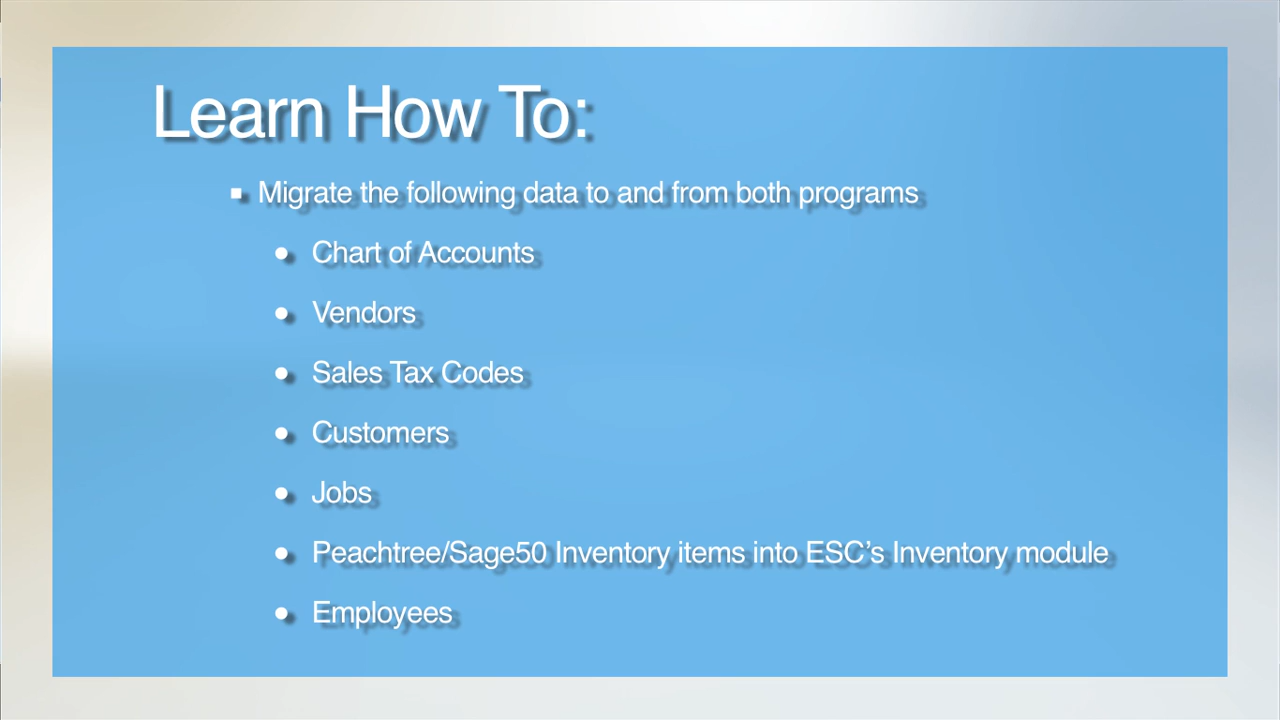 Learn How To:
▪ Migrate the following data to and from both programs
• Chart of Accounts
• Vendors
• Sales Tax Codes
• Customers
• Jobs
• Peachtree/Sage50 Inventory items into ESC’s Inventory module
• Employees